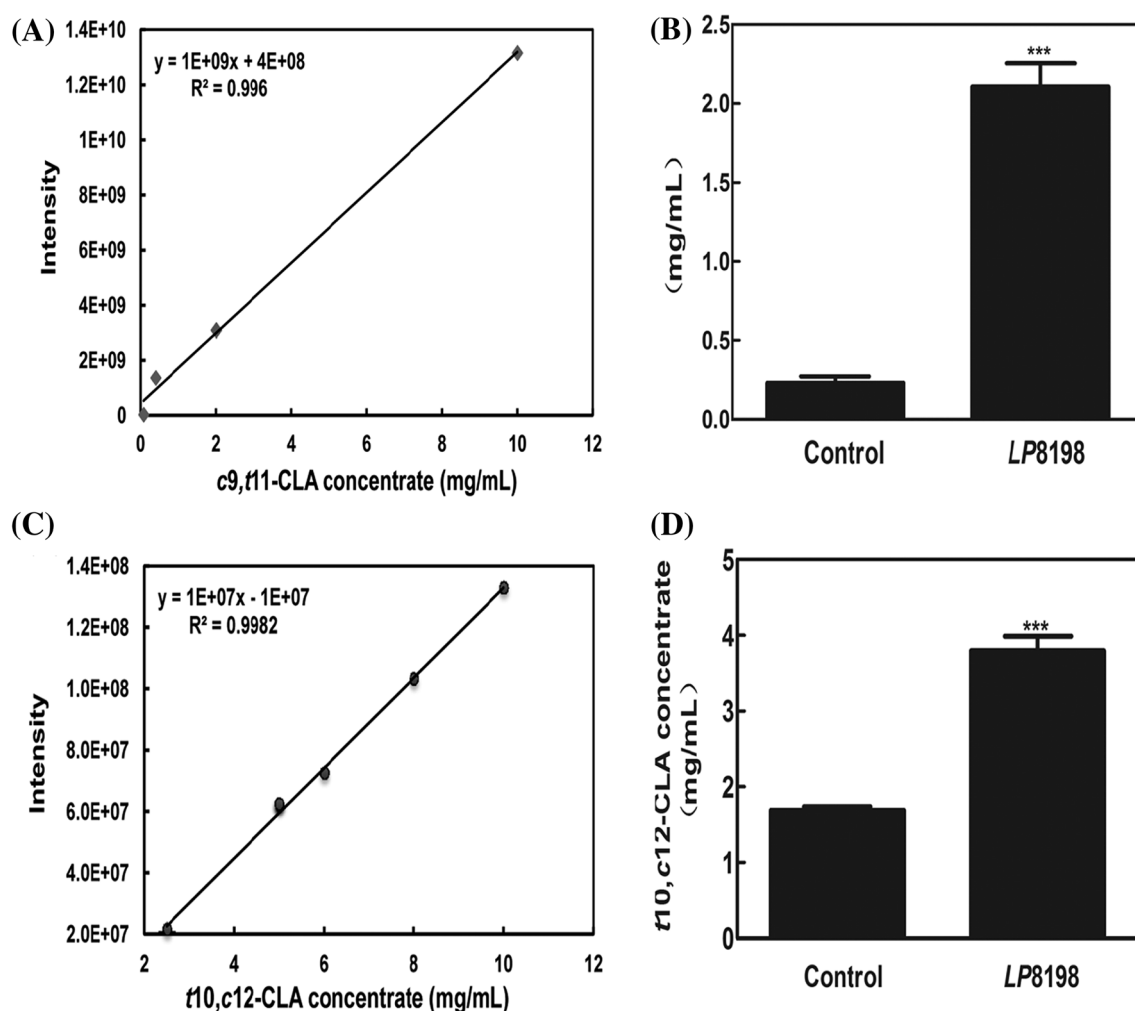 (A)
1.4E+10
1.2E+10
1E+10
8E+09
6E+09
4E+09
2E+09
0
Intensity
y = 1E+09x + 4E+08
R² = 0.996
0 2 4 6 8 10 12
c9,t11-CLA concentrate (mg/mL)
(B)
2.5
2.0
1.5
1.0
0.5
0.0
(mg/mL)
***
Control LP8198
(C)
1.4E+08
1.2E+08
1.0E+08
8.0E+07
6.0E+07
4.0E+07
2.0E+07
Intensity
y = 1E+07x - 1E+07
R² = 0.9982
2 4 6 8 10 12
t10,c12-CLA concentrate (mg/mL)
(D)
5
4
3
2
1
0
t10,c12-CLA concentrate
(mg/mL)
***
Control LP8198